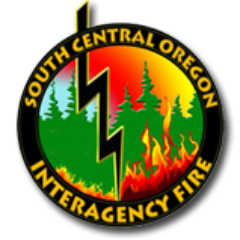 SOUTH CENTRAL OREGON
INTERAGENCY FIRE